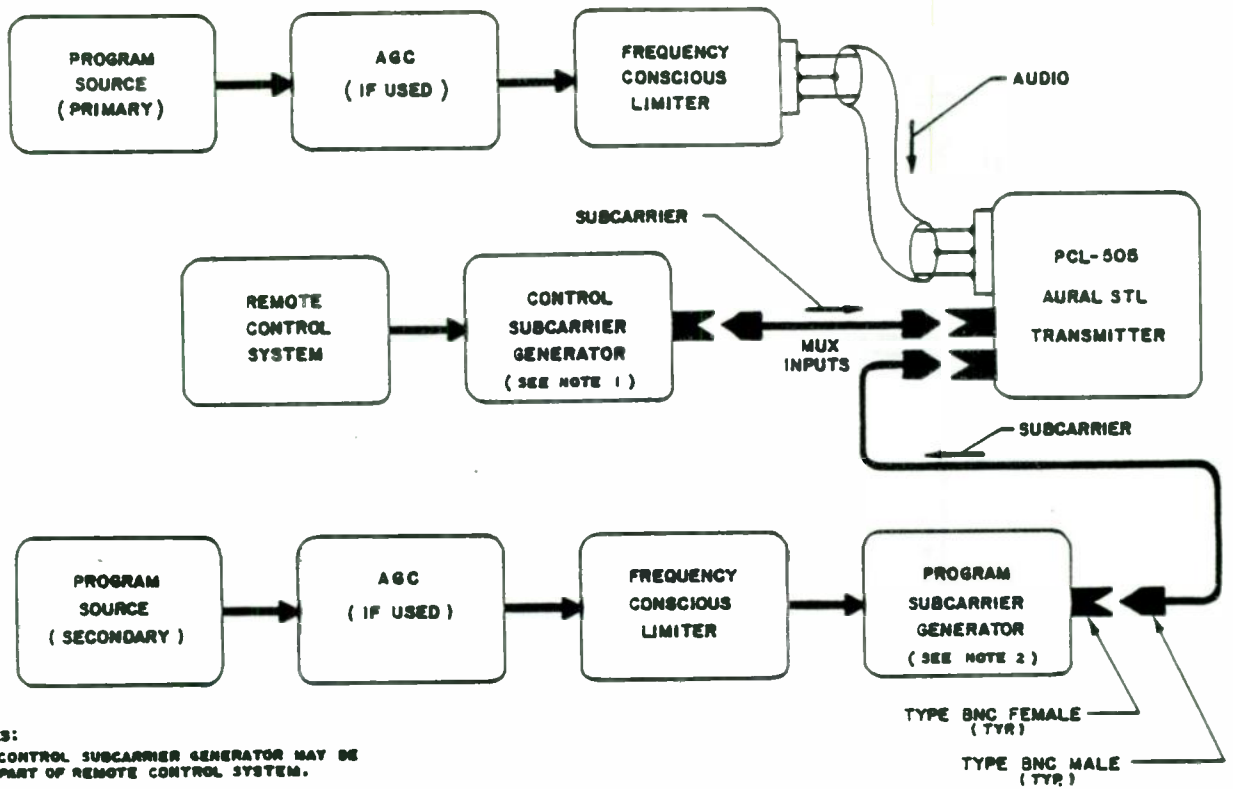 PROGRAM
SOURCE
( PRIMARY )
AGC
( IF USED )
FREQUENCY
CONSCIOUS
LIMITER
AUDIO
SUBCARRIER
REMOTE
CONTROL
SYSTEM
CONTROL
SUBCARRIER
GENERATOR
( SEE NOTE 1 )
MUX
INPUTS
PCL-505
AURAL STL
TRANSMITTER
SUBCARRIER
PROGRAM
SOURCE
( SECONDARY )
AGC
( IF USED )
FREQUENCY
CONSCIOUS
LIMITER
PROGRAM
SUBCARRIER
GENERATOR
( SEE NOTE 2 )
TYPE BNC FEMALE
( TYP.)
TYPE BNC MALE
( TYP.)
CONTROL SUBCARRIER GENERATOR MAY BE
PART OF REMOTE CONTROL SYSTEM.